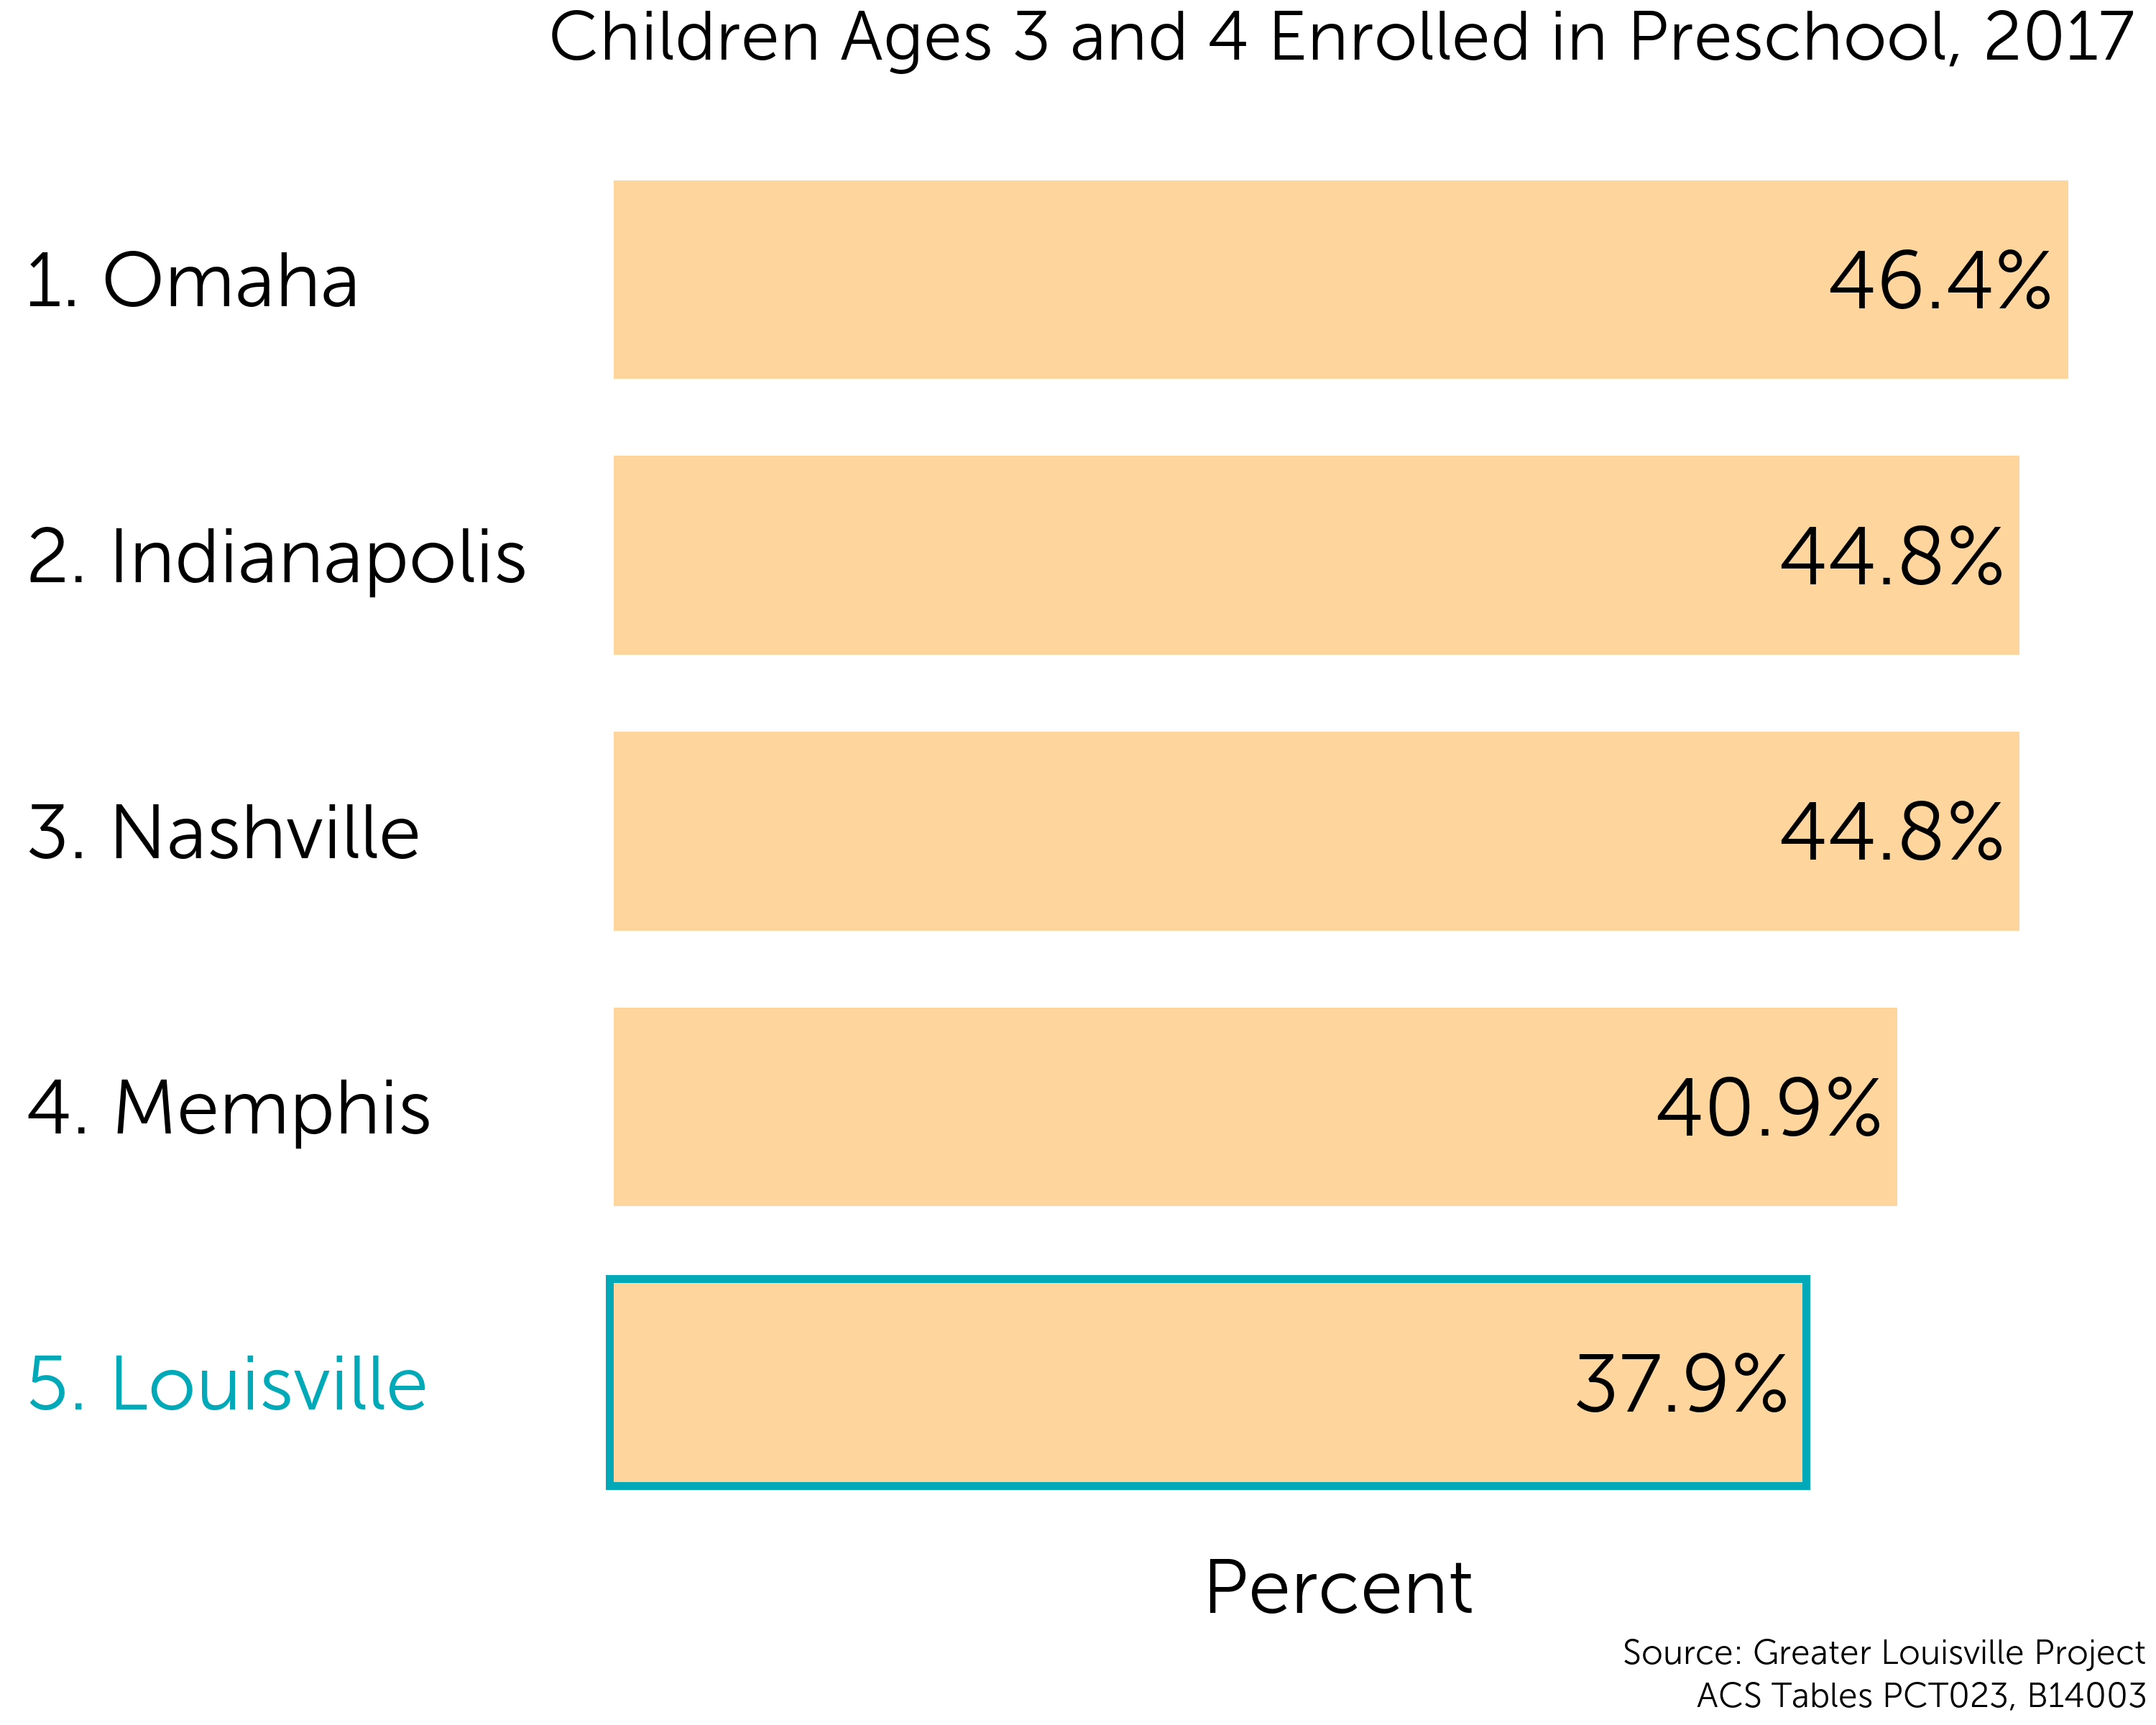 Children Ages 3 and 4 Enrolled in Preschool, 2017
1. Omaha 46.4%
2. Indianapolis 44.8%
3. Nashville 44.8%
4. Memphis 40.9%
5. Louisville 37.9%
Percent
Source: Greater Louisville Project
ACS Tables PCT023, B14003